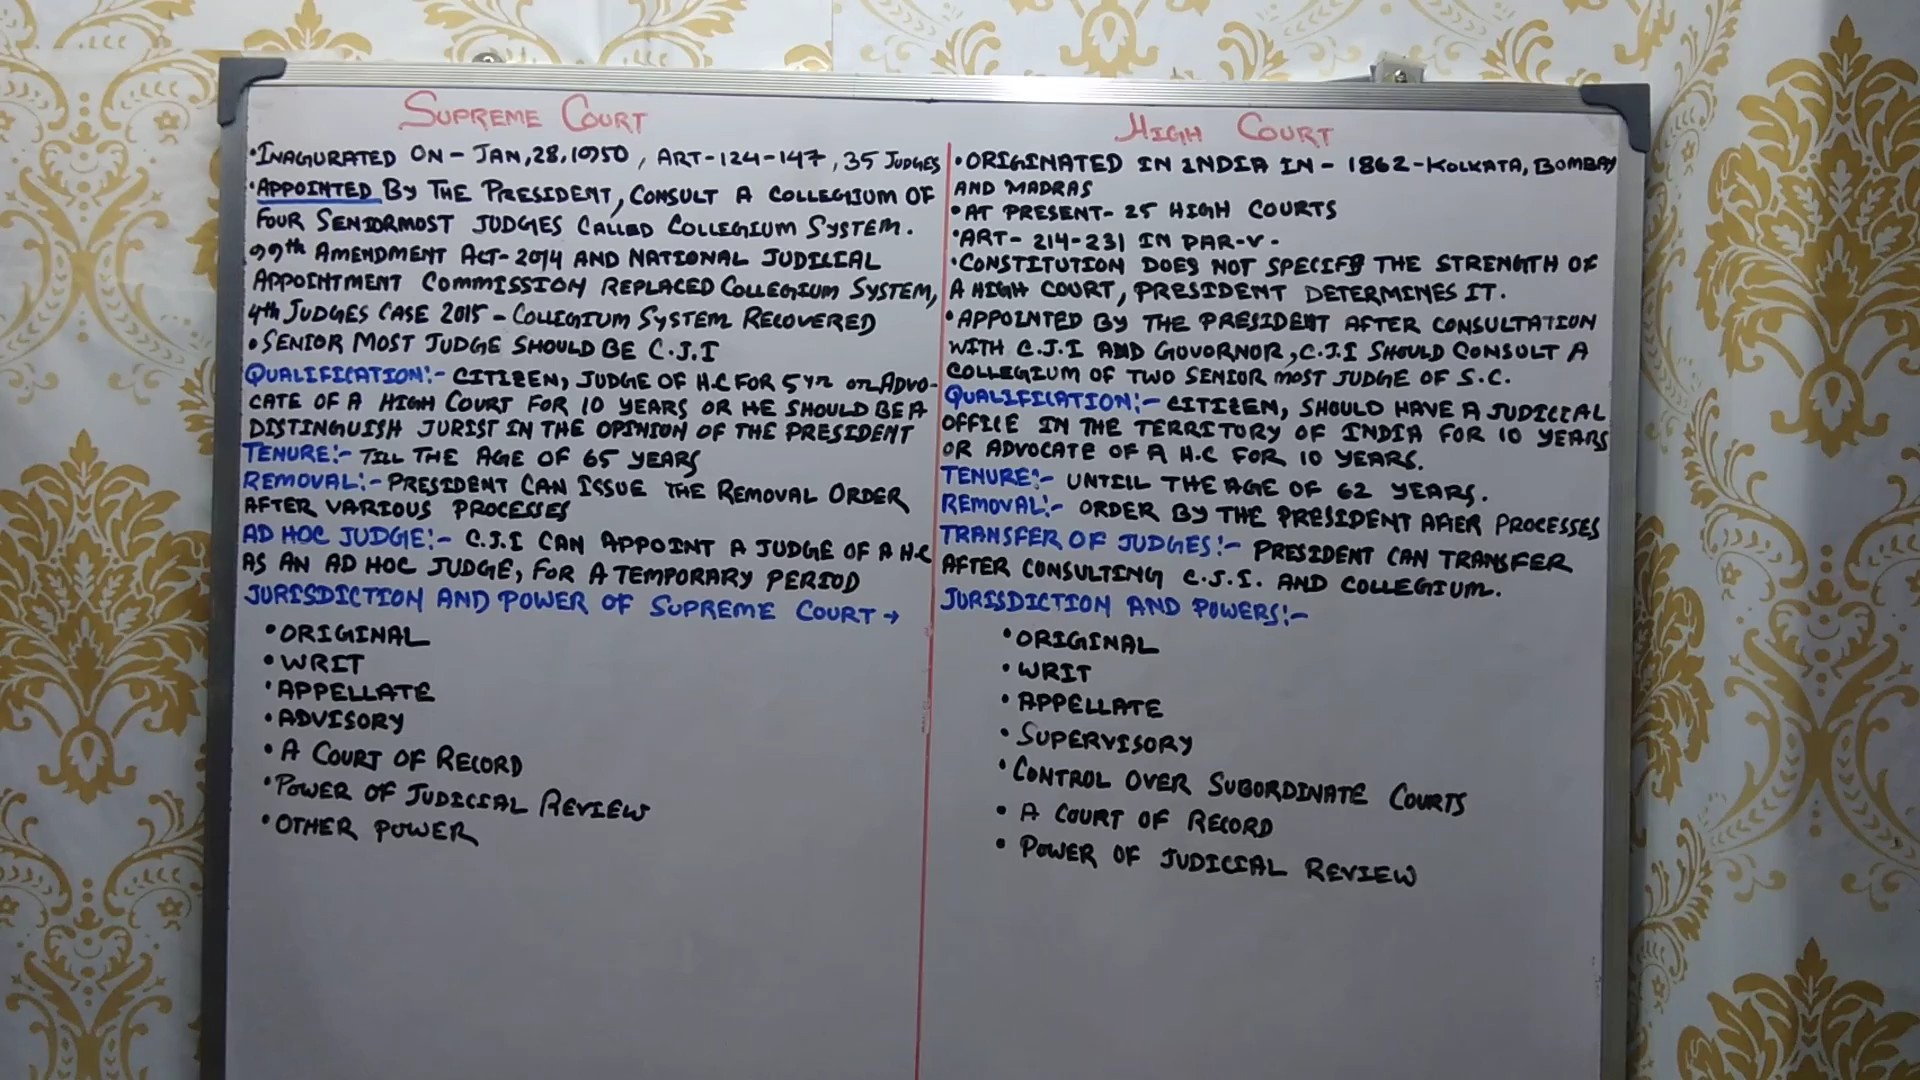 SUPREME COURT
•INAGURATED ON - JAN,28,1950, ART-124-147, 35 JUDGES
•APPOINTED BY THE PRESIDENT, CONSULT A COLLEGIUM OF
FOUR SENIORMOST JUDGES CALLED COLLEGIUM SYSTEM.
99th AMENDMENT ACT-2014 AND NATIONAL JUDICIAL
APPOINTMENT COMMISSION REPLACED COLLEGIUM SYSTEM,
4th JUDGES CASE 2015 - COLLEGIUM SYSTEM RECOVERED
•SENIOR MOST JUDGE SHOULD BE C.J.I
QUALIFICATION:- CITIZEN, JUDGE OF H.C FOR 5 yr or ADVO-
CATE OF A HIGH COURT FOR 10 YEARS OR HE SHOULD BE A
DISTINGUISH JURIST IN THE OPINION OF THE PRESIDENT
TENURE:- TILL THE AGE OF 65 YEARS
REMOVAL:- PRESIDENT CAN ISSUE THE REMOVAL ORDER
AFTER VARIOUS PROCESSES
AD HOC JUDGE:- C.J.I CAN APPOINT A JUDGE OF A H.C
AS AN AD HOC JUDGE, FOR A TEMPORARY PERIOD
JURISDICTION AND POWER OF SUPREME COURT →
•ORIGINAL
•WRIT
•APPELLATE
•ADVISORY
•A COURT OF RECORD
•POWER OF JUDICIAL REVIEW
•OTHER POWER
HIGH COURT
•ORIGINATED IN INDIA IN - 1862-KOLKATA, BOMBAY
AND MADRAS
•AT PRESENT- 25 HIGH COURTS
•ART- 214-231 IN PAR-V.
•CONSTITUTION DOES NOT SPECIFY THE STRENGTH OF
A HIGH COURT, PRESIDENT DETERMINES IT.
•APPOINTED BY THE PRESIDENT AFTER CONSULTATION
WITH C.J.I AND GOVORNOR, C.J.I SHOULD CONSULT A
COLLEGIUM OF TWO SENIOR MOST JUDGE OF S.C.
QUALIFICATION:- CITIZEN, SHOULD HAVE A JUDICIAL
OFFICE IN THE TERRITORY OF INDIA FOR 10 YEARS
OR ADVOCATE OF A H.C FOR 10 YEARS.
TENURE:- UNTIIL THE AGE OF 62 YEARS.
REMOVAL:- ORDER BY THE PRESIDENT AFTER PROCESSES
TRANSFER OF JUDGES:- PRESIDENT CAN TRANSFER
AFTER CONSULTING C.J.I. AND COLLEGIUM.
JURISDICTION AND POWERS:-
•ORIGINAL
•WRIT
•APPELLATE
•SUPERVISORY
•CONTROL OVER SUBORDINATE COURTS
•A COURT OF RECORD
•POWER OF JUDICIAL REVIEW